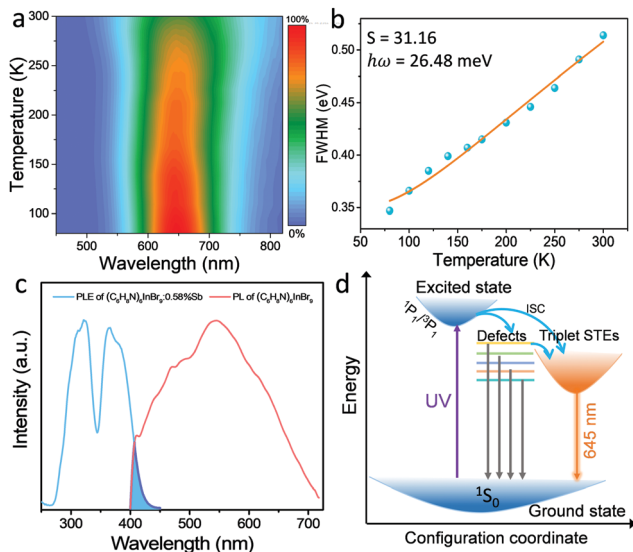 a
100%
0%
Temperature (K)
300
250
200
150
100
500
600
700
800
Wavelength (nm)
b
S = 31.16
ħω = 26.48 meV
FWHM (eV)
0.50
0.45
0.40
0.35
50
100
150
200
250
300
Temperature (K)
c
PLE of (C₆H₈N)₆InBr₉:0.58%Sb
PL of (C₆H₈N)₆InBr₉
Intensity (a.u.)
250
300
400
500
600
700
Wavelength (nm)
d
Excited state
¹P₁/³P₁
ISC
Defects
Triplet STEs
UV
645 nm
¹S₀
Ground state
Energy
Configuration coordinate